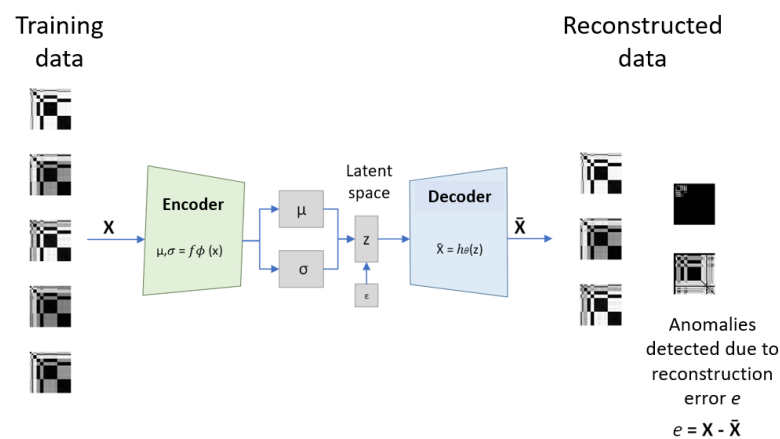 Training
data
Reconstructed
data
X
Encoder
μ,σ = fϕ (x)
μ
σ
Latent
space
z
ε
Decoder
X̄ = hθ(z)
X̄
Anomalies
detected due to
reconstruction
error e
e = X - X̄